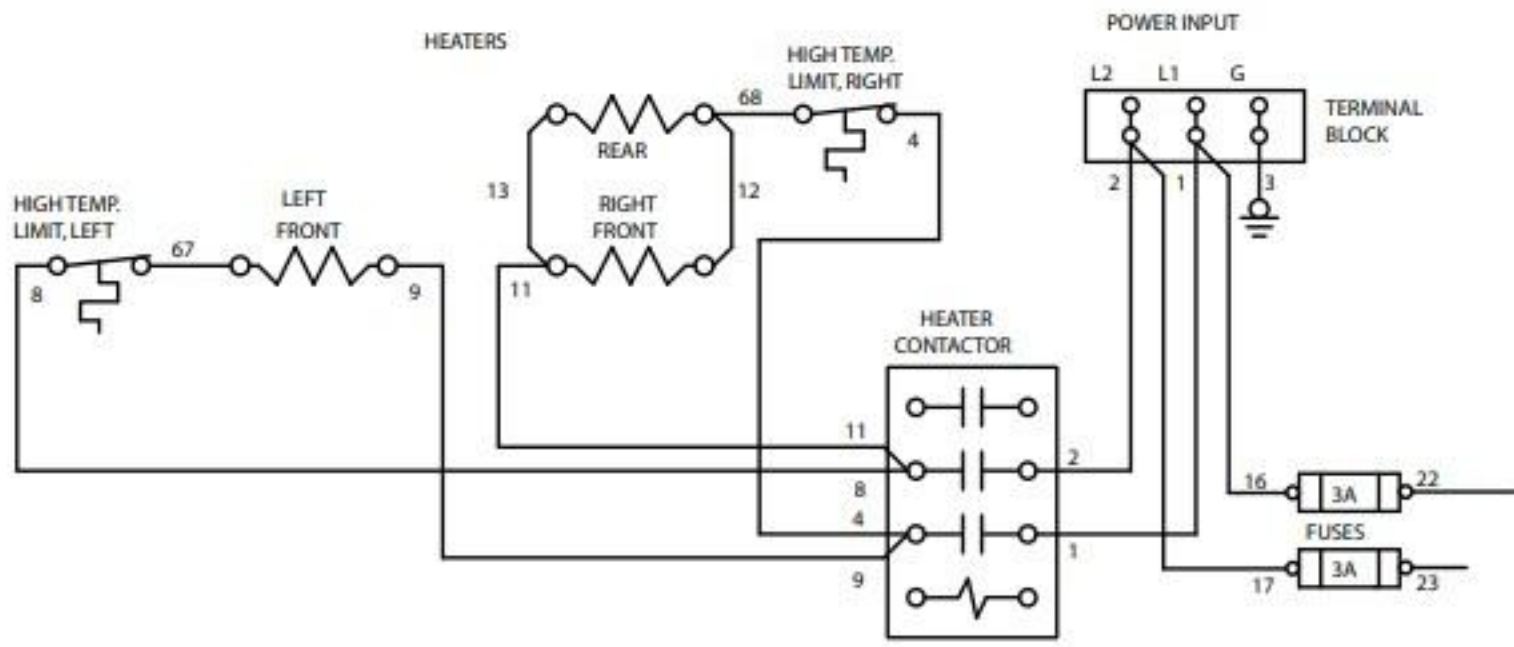 POWER INPUT
HEATERS
HIGH TEMP.
LIMIT, RIGHT
L2 L1 G
TERMINAL
BLOCK
68
4
REAR
13
12
2 1 3
HIGH TEMP.
LIMIT, LEFT
LEFT
FRONT
RIGHT
FRONT
67
8
9
11
HEATER
CONTACTOR
11
2
8
4
1
9
16
3A
22
FUSES
17
3A
23